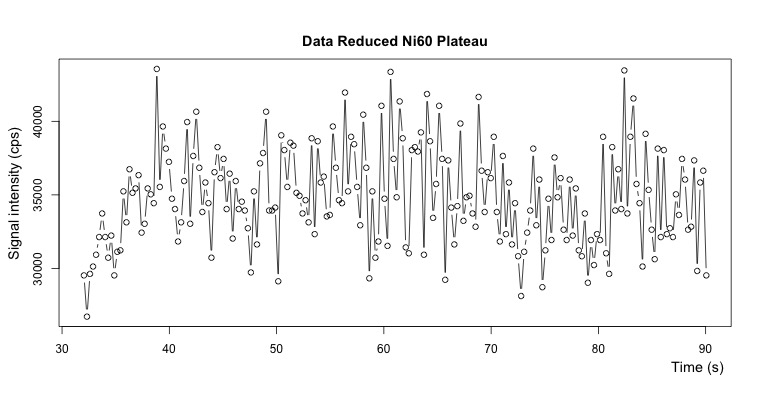 Data Reduced Ni60 Plateau
Signal intensity (cps)
40000
35000
30000
30 40 50 60 70 80 90
Time (s)